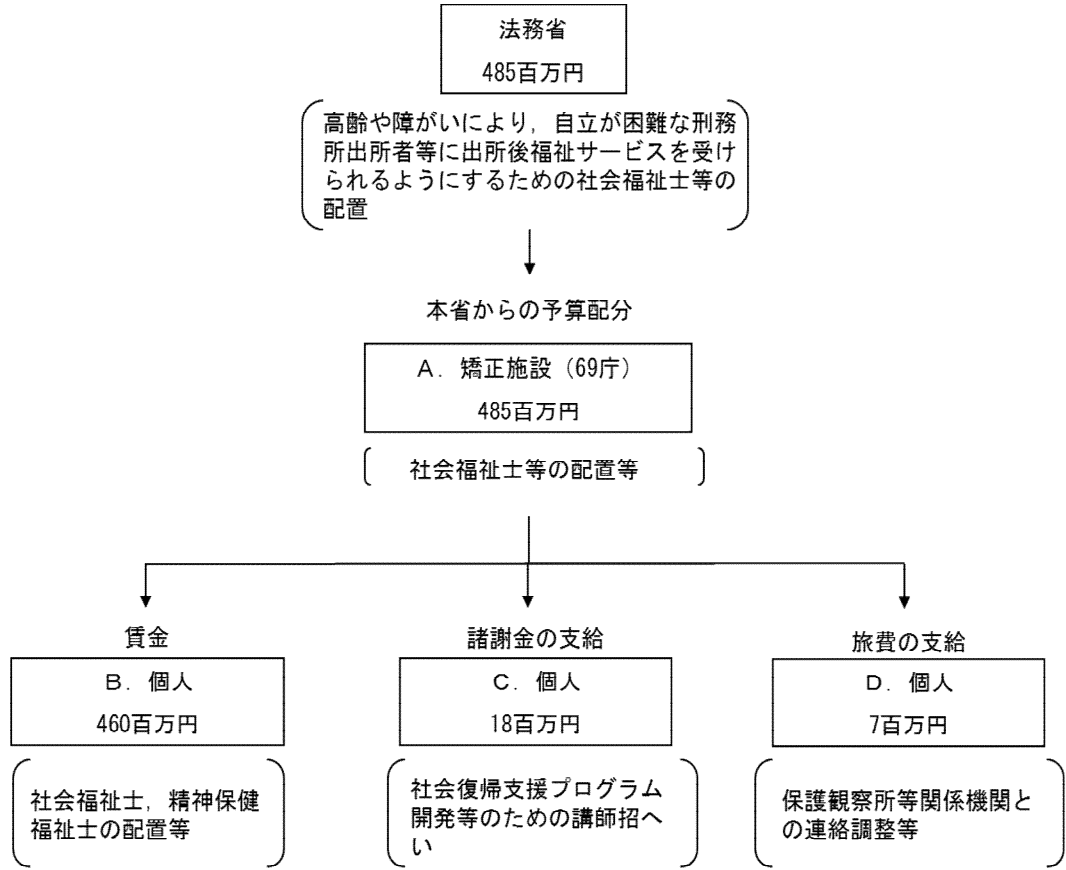 法務省
485百万円
高齢や障がいにより，自立が困難な刑務
所出所者等に出所後福祉サービスを受け
られるようにするための社会福祉士等の
配置
本省からの予算配分
Ａ．矯正施設（69庁）
485百万円
社会福祉士等の配置等
賃金
Ｂ．個人
460百万円
社会福祉士，精神保健
福祉士の配置等
諸謝金の支給
Ｃ．個人
18百万円
社会復帰支援プログラム
開発等のための講師招へ
い
旅費の支給
Ｄ．個人
7百万円
保護観察所等関係機関と
の連絡調整等